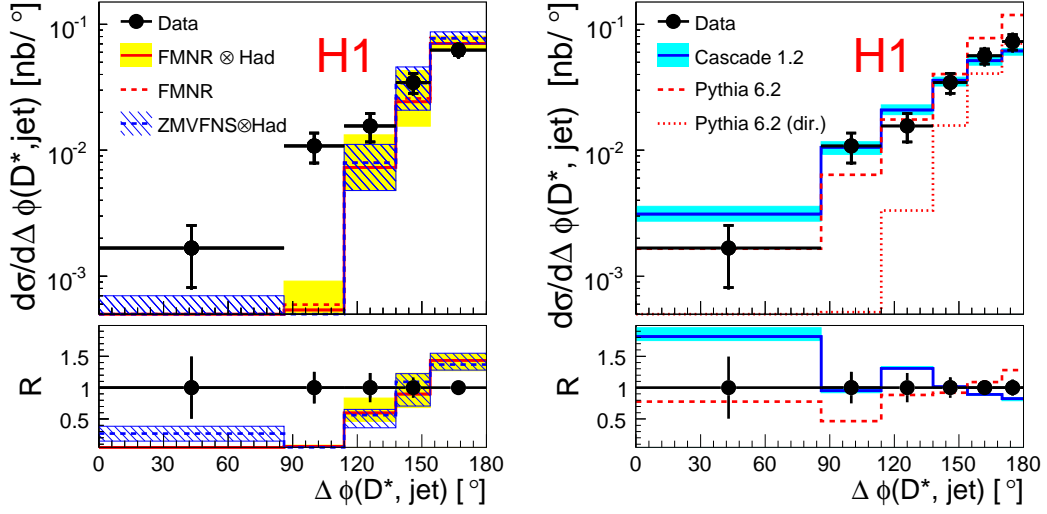 dσ/dΔ φ(D*,jet) [nb/ °]
10⁻¹
10⁻²
10⁻³
Data
FMNR ⊗ Had
FMNR
ZMVFNS⊗Had
H1
R
1.5
1
0.5
0 30 60 90 120 150 180
Δ φ(D*, jet) [ °]
dσ/dΔ φ(D*, jet) [nb/ °]
10⁻¹
10⁻²
10⁻³
Data
Cascade 1.2
Pythia 6.2
Pythia 6.2 (dir.)
H1
R
1.5
1
0.5
0 30 60 90 120 150 180
Δ φ(D*, jet) [ °]